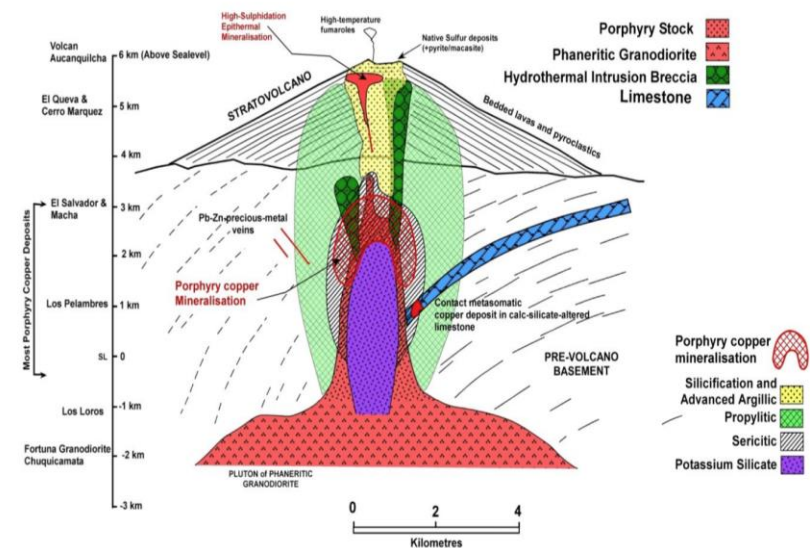 High-Sulphidation
Epithermal
Mineralisation
High-temperature
fumaroles
Native Sulfur deposits
(+pyrite/macasite)
Porphyry Stock
Phaneritic Granodiorite
Hydrothermal Intrusion Breccia
Limestone
Volcan
Aucanquilcha
6 km (Above Sealevel)
El Queva &
Cerro Marquez
5 km
STRATOVOLCANO
Bedded lavas and pyroclastics
4 km
El Salvador &
Macha
3 km
Pb-Zn-precious-metal
veins
2 km
Most Porphyry Copper Deposits
Porphyry copper
Mineralisation
Los Pelambres
1 km
Contact metasomatic
copper deposit in calc-silicate-altered
limestone
SL
0
PRE-VOLCANO
BASEMENT
Los Loros
-1 km
Fortuna Granodiorite
Chuquicamata
-2 km
PLUTON of PHANERITIC
GRANODIORITE
-3 km
Porphyry copper
mineralisation
Silicification and
Advanced Argillic
Propylitic
Sericitic
Potassium Silicate
0 2 4
Kilometres